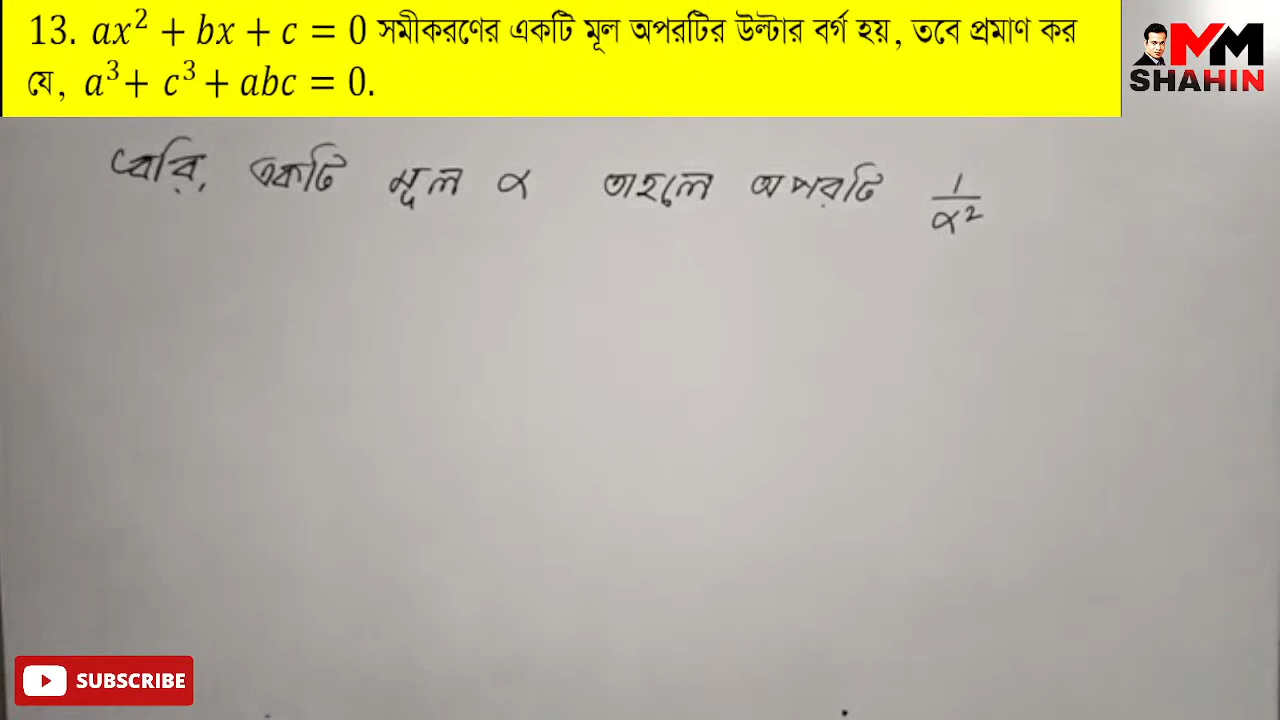 13. ax² + bx + c = 0 সমীকরণের একটি মূল অপরটির উল্টার বর্গ হয়, তবে প্রমাণ কর
যে, a³ + c³ + abc = 0.
MM
SHAHIN
ধরি, একটি মূল α তাহলে অপরটি 1/α²
SUBSCRIBE